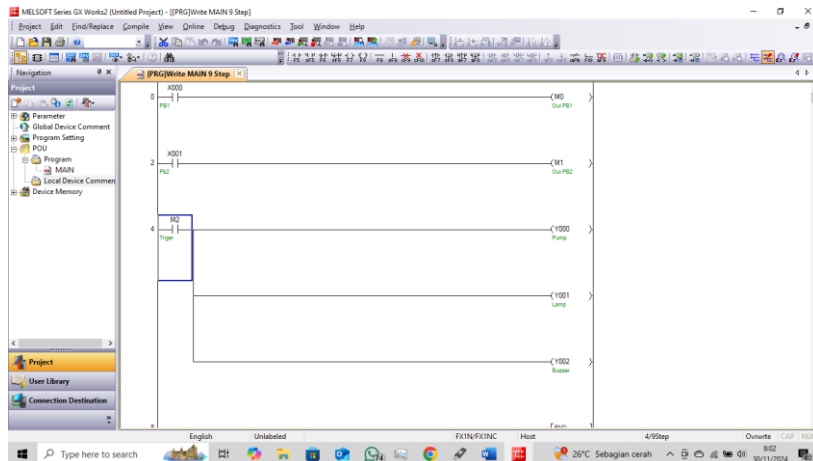 MELSOFT Series GX Works2 (Untitled Project) - [[PRG]Write MAIN 9 Step]
Project Edit Find/Replace Compile View Online Debug Diagnostics Tool Window Help
Navigation
[PRG]Write MAIN 9 Step
Project
Parameter
Global Device Comment
Program Setting
POU
Program
MAIN
Local Device Commen
Device Memory
X000
0
(M0
PB1
Out PB1
X001
2
(M1
Pb2
Out PB2
M2
4
(Y000
Triger
Pump
(Y001
Lamp
(Y002
Buzzer
Project
User Library
Connection Destination
English
Unlabeled
FX1N/FX1NC
Host
4/9Step
Ovrwrte
CAP
Type here to search
26°C Sebagian cerah
6:02
30/11/2024